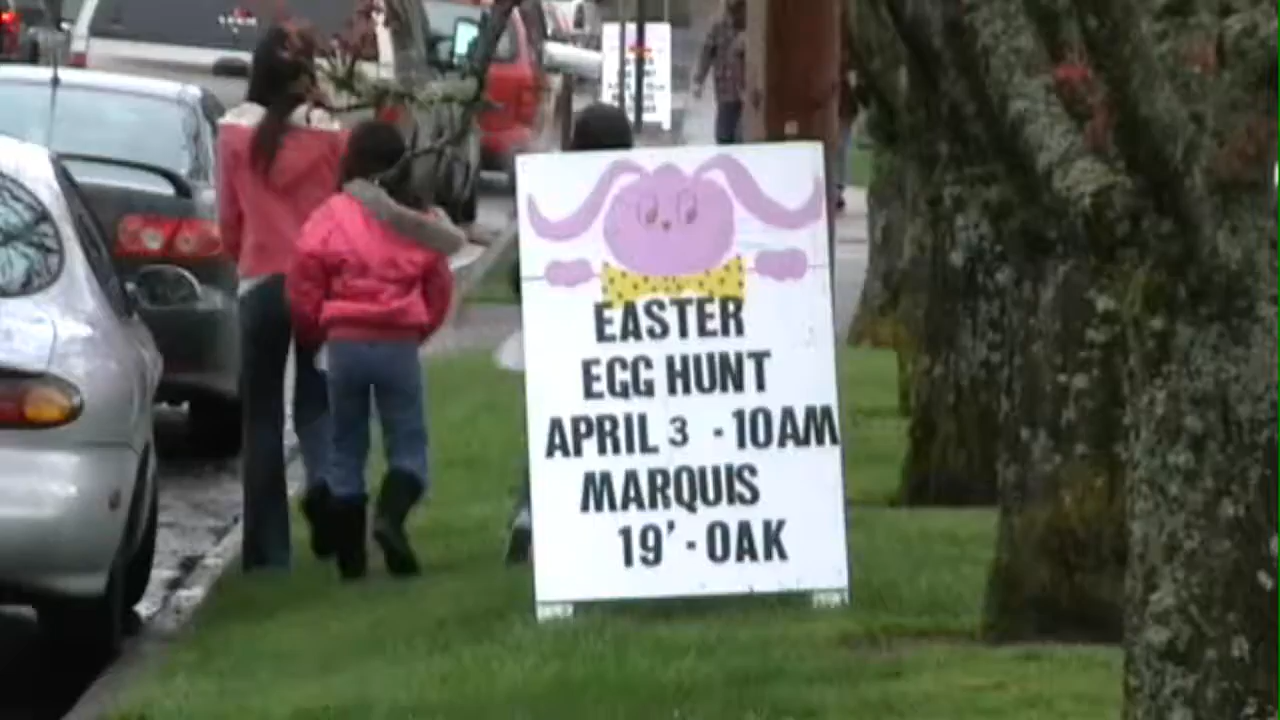 EASTER
EGG HUNT
APRIL 3 - 10AM
MARQUIS
19' - OAK